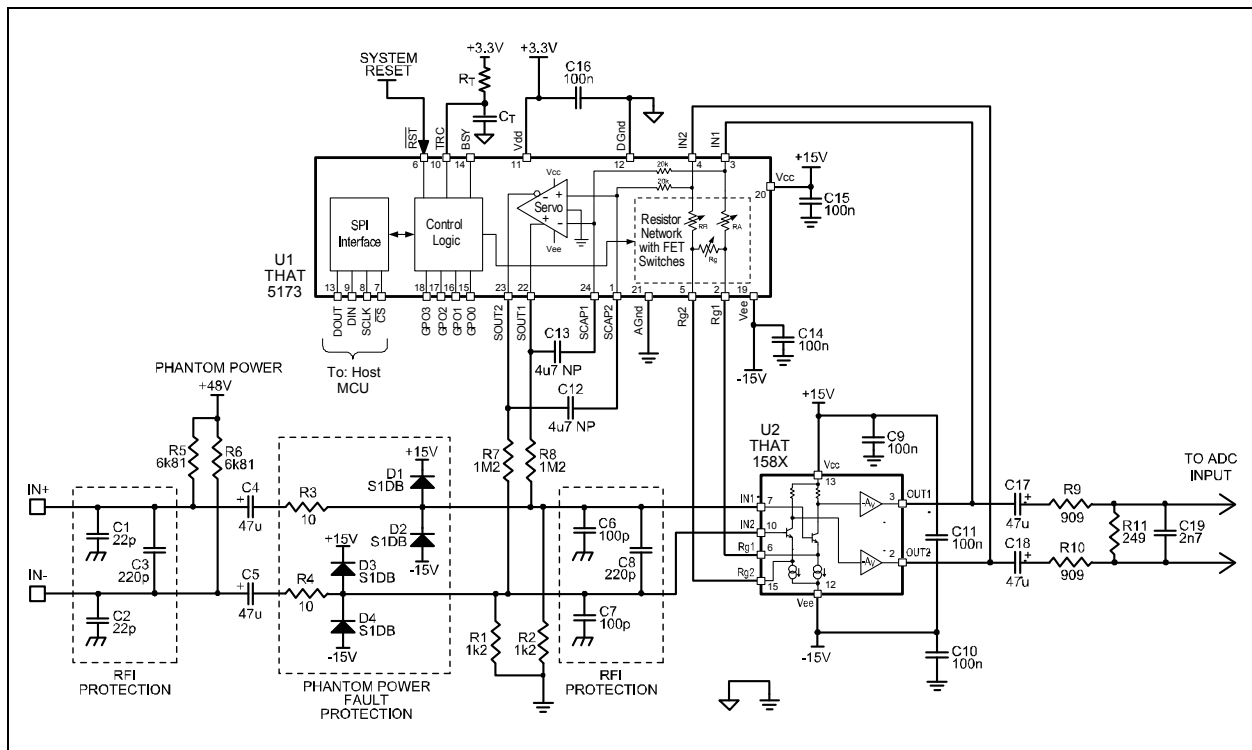 SYSTEM
RESET
+3.3V
+3.3V
RT
CT
C16
100n
RST
TRC
BSY
Vdd
DGnd
IN2
IN1
6
10
14
11
12
4
3
+15V
Vcc
20
C15
100n
SPI
Interface
Control
Logic
Vcc
Servo
Vee
-
+
+
-
20k
20k
Resistor
Network
with FET
Switches
RB
RA
Rg
U1
THAT
5173
13
9
8
7
18
17
16
15
23
22
24
1
21
5
2
19
DOUT
DIN
SCLK
CS
GPO3
GPO2
GPO1
GPO0
SOUT2
SOUT1
SCAP1
SCAP2
AGnd
Rg2
Rg1
Vee
To: Host
MCU
C13
4u7 NP
C12
4u7 NP
C14
100n
-15V
PHANTOM POWER
+48V
R5
6k81
R6
6k81
R7
1M2
R8
1M2
+15V
C9
100n
U2
THAT
158X
Vcc
13
IN+
IN-
C1
22p
C2
22p
C3
220p
RFI
PROTECTION
C4
+
47u
C5
+
47u
R3
10
R4
10
+15V
D1
S1DB
D2
S1DB
-15V
+15V
D3
S1DB
D4
S1DB
-15V
PHANTOM POWER
FAULT
PROTECTION
R1
1k2
R2
1k2
C6
100p
C7
100p
C8
220p
RFI
PROTECTION
IN1
7
IN2
10
Rg1
6
Rg2
15
-AV
-AV
3
OUT1
2
OUT2
12
Vee
-15V
C11
100n
C10
100n
C17
+
47u
C18
+
47u
R9
909
R10
909
R11
249
C19
2n7
TO ADC
INPUT